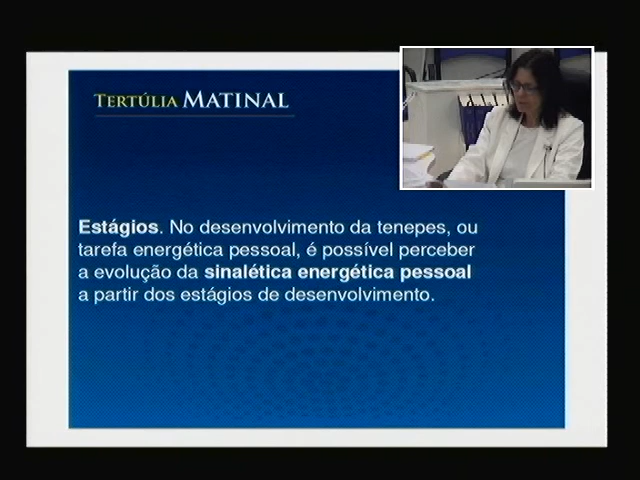 TERTÚLIA MATINAL
Estágios. No desenvolvimento da tenepes, ou
tarefa energética pessoal, é possível perceber
a evolução da sinalética energética pessoal
a partir dos estágios de desenvolvimento.